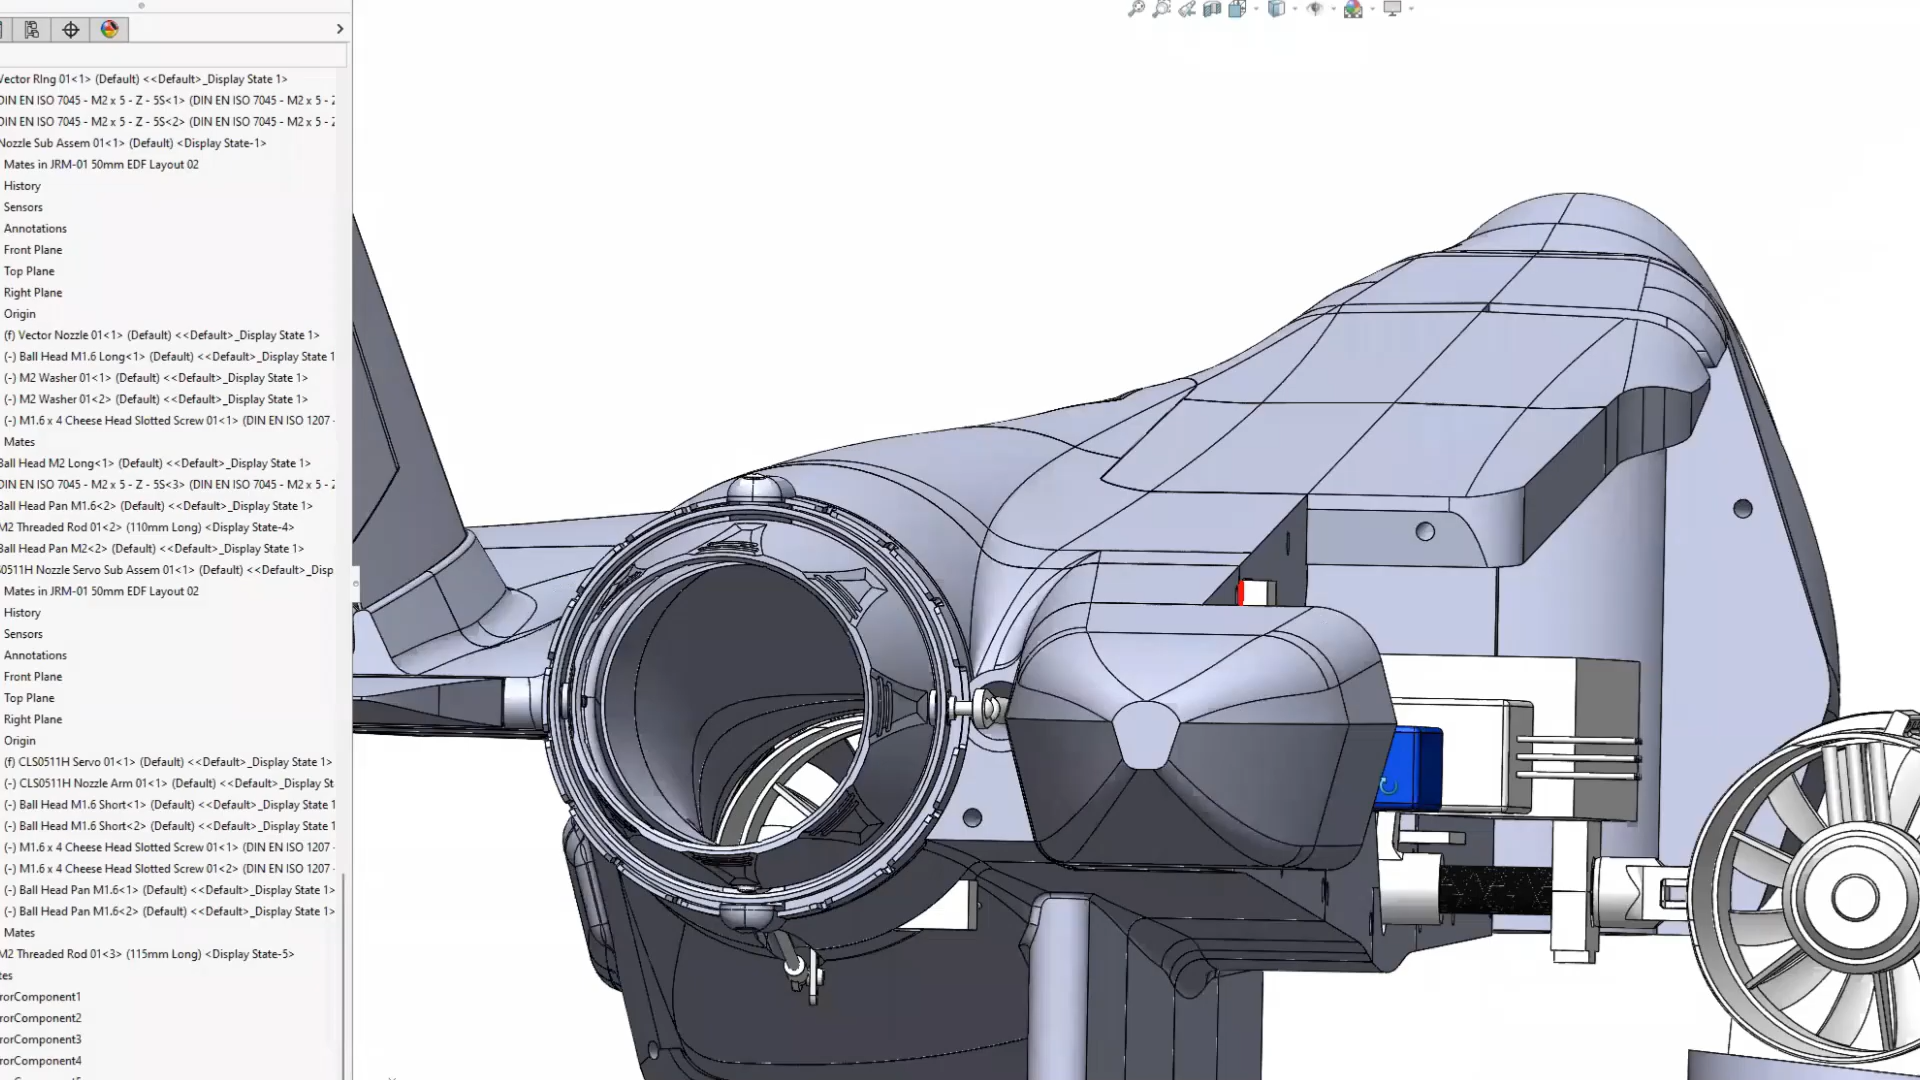 Vector RIng 01<1> (Default) <<Default>_Display State 1>
DIN EN ISO 7045 - M2 x 5 - Z - 5S<1> (DIN EN ISO 7045 - M2 x 5 - Z
DIN EN ISO 7045 - M2 x 5 - Z - 5S<2> (DIN EN ISO 7045 - M2 x 5 - Z
Nozzle Sub Assem 01<1> (Default) <Display State-1>
Mates in JRM-01 50mm EDF Layout 02
History
Sensors
Annotations
Front Plane
Top Plane
Right Plane
Origin
(f) Vector Nozzle 01<1> (Default) <<Default>_Display State 1>
(-) Ball Head M1.6 Long<1> (Default) <<Default>_Display State 1
(-) M2 Washer 01<1> (Default) <<Default>_Display State 1>
(-) M2 Washer 01<2> (Default) <<Default>_Display State 1>
(-) M1.6 x 4 Cheese Head Slotted Screw 01<1> (DIN EN ISO 1207 -
Mates
Ball Head M2 Long<1> (Default) <<Default>_Display State 1>
DIN EN ISO 7045 - M2 x 5 - Z - 5S<3> (DIN EN ISO 7045 - M2 x 5 - Z
Ball Head Pan M1.6<2> (Default) <<Default>_Display State 1>
M2 Threaded Rod 01<2> (110mm Long) <Display State-4>
Ball Head Pan M2<2> (Default) <<Default>_Display State 1>
S0511H Nozzle Servo Sub Assem 01<1> (Default) <<Default>_Disp
Mates in JRM-01 50mm EDF Layout 02
History
Sensors
Annotations
Front Plane
Top Plane
Right Plane
Origin
(f) CLS0511H Servo 01<1> (Default) <<Default>_Display State 1>
(-) CLS0511H Nozzle Arm 01<1> (Default) <<Default>_Display St
(-) Ball Head M1.6 Short<1> (Default) <<Default>_Display State 1
(-) Ball Head M1.6 Short<2> (Default) <<Default>_Display State 1
(-) M1.6 x 4 Cheese Head Slotted Screw 01<1> (DIN EN ISO 1207 -
(-) M1.6 x 4 Cheese Head Slotted Screw 01<2> (DIN EN ISO 1207 -
(-) Ball Head Pan M1.6<1> (Default) <<Default>_Display State 1>
(-) Ball Head Pan M1.6<2> (Default) <<Default>_Display State 1>
Mates
M2 Threaded Rod 01<3> (115mm Long) <Display State-5>
tes
rorComponent1
rorComponent2
rorComponent3
rorComponent4